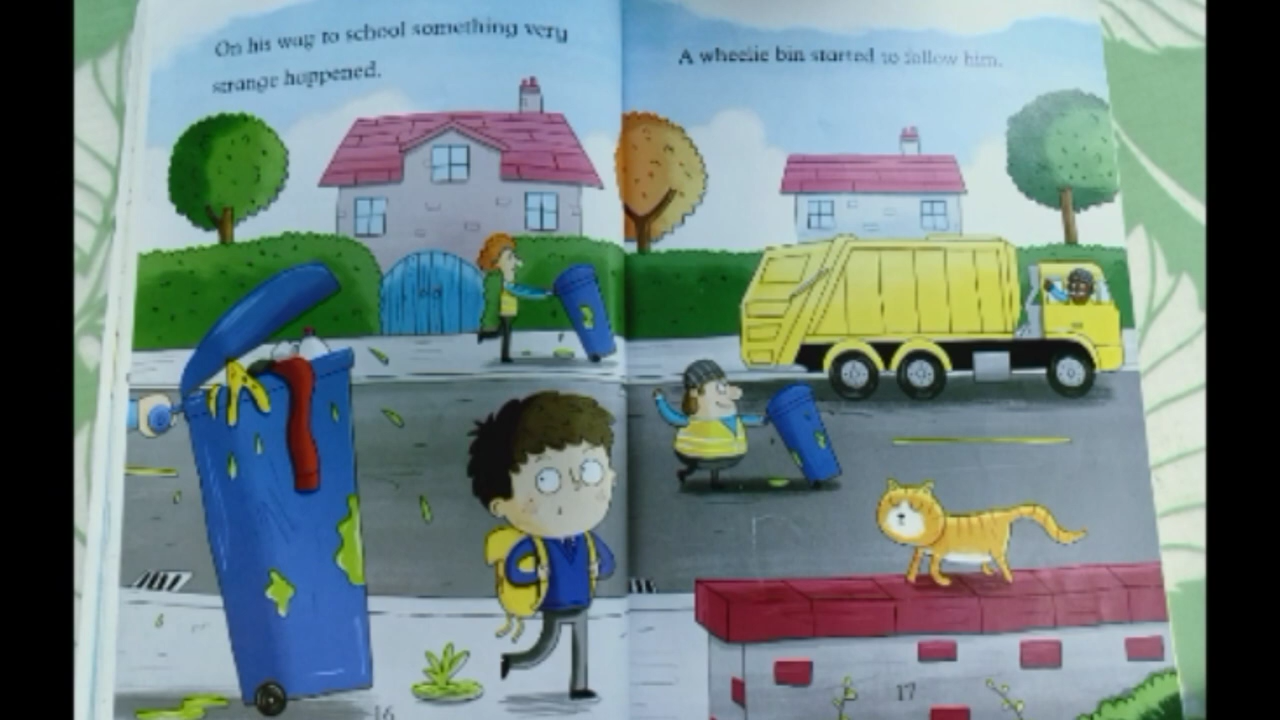 On his way to school something very
strange happened.
A wheelie bin started to follow him.
16
17